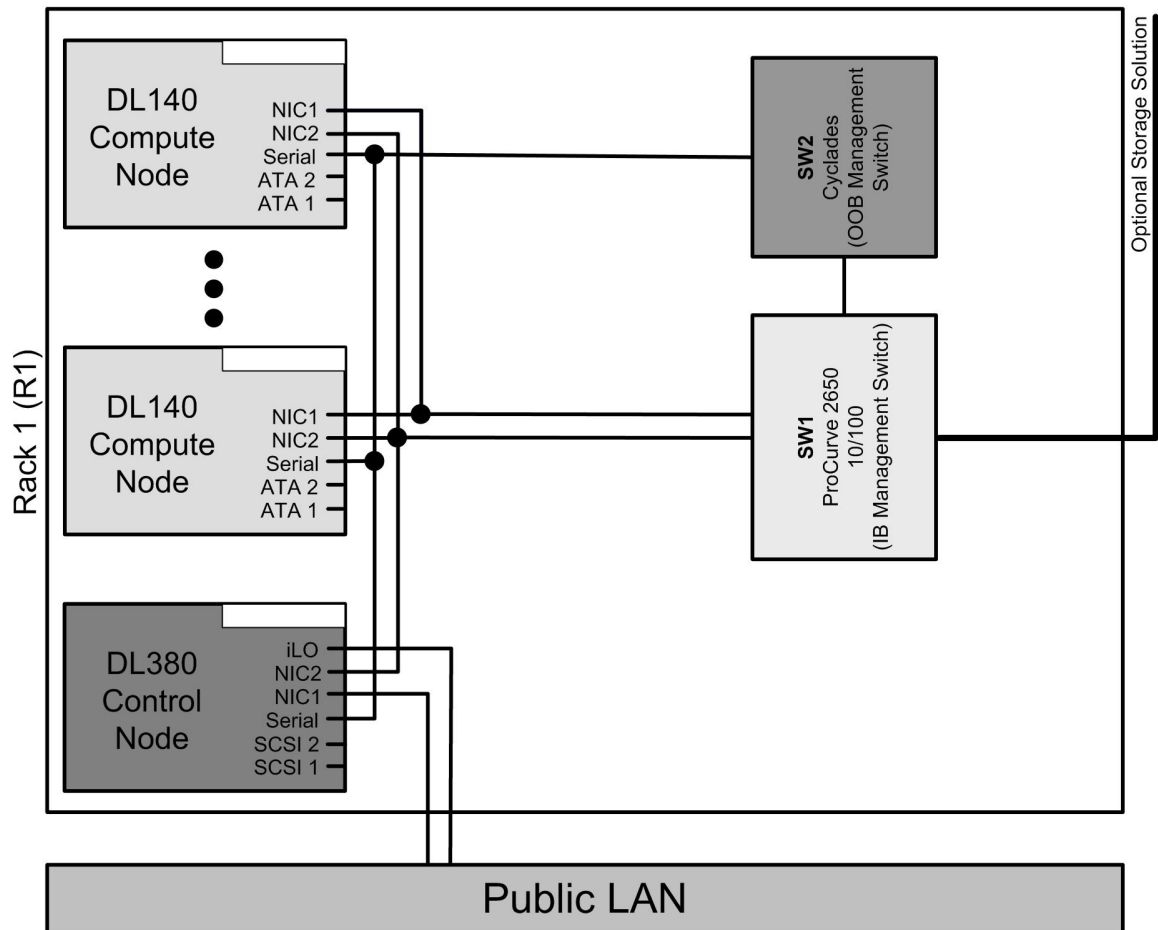 Rack 1 (R1)
DL140
Compute
Node
NIC1
NIC2
Serial
ATA 2
ATA 1
DL140
Compute
Node
NIC1
NIC2
Serial
ATA 2
ATA 1
DL380
Control
Node
iLO
NIC2
NIC1
Serial
SCSI 2
SCSI 1
SW2
Cyclades
(OOB Management
Switch)
SW1
ProCurve 2650
10/100
(IB Management Switch)
Optional Storage Solution
Public LAN